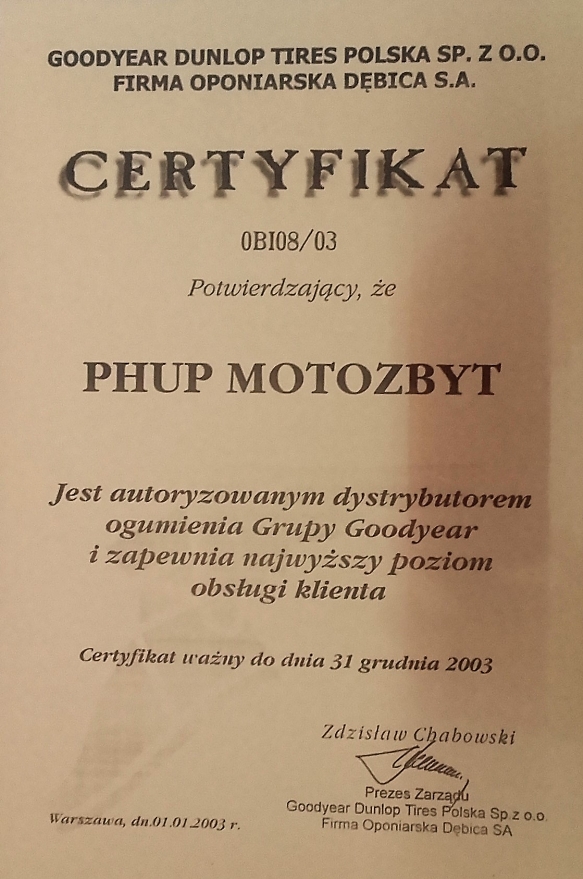 GOODYEAR DUNLOP TIRES POLSKA SP. Z O.O.
FIRMA OPONIARSKA DĘBICA S.A.
CERTYFIKAT
0BI08/03
Potwierdzający, że
PHUP MOTOZBYT
Jest autoryzowanym dystrybutorem
ogumienia Grupy Goodyear
i zapewnia najwyższy poziom
obsługi klienta
Certyfikat ważny do dnia 31 grudnia 2003
Zdzisław Chabowski
Prezes Zarządu
Goodyear Dunlop Tires Polska Sp.z o.o.
Firma Oponiarska Dębica SA
Warszawa, dn.01.01.2003 r.